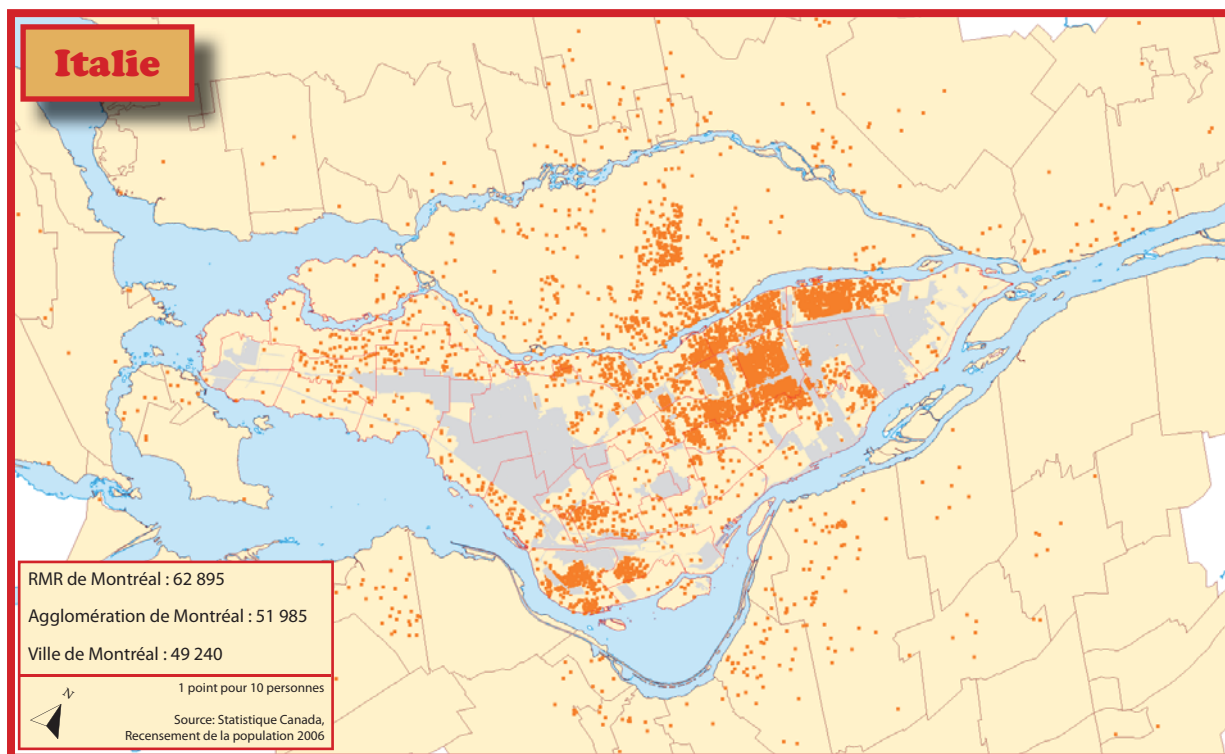 Italie
RMR de Montréal : 62 895
Agglomération de Montréal : 51 985
Ville de Montréal : 49 240
N
1 point pour 10 personnes
Source: Statistique Canada,
Recensement de la population 2006